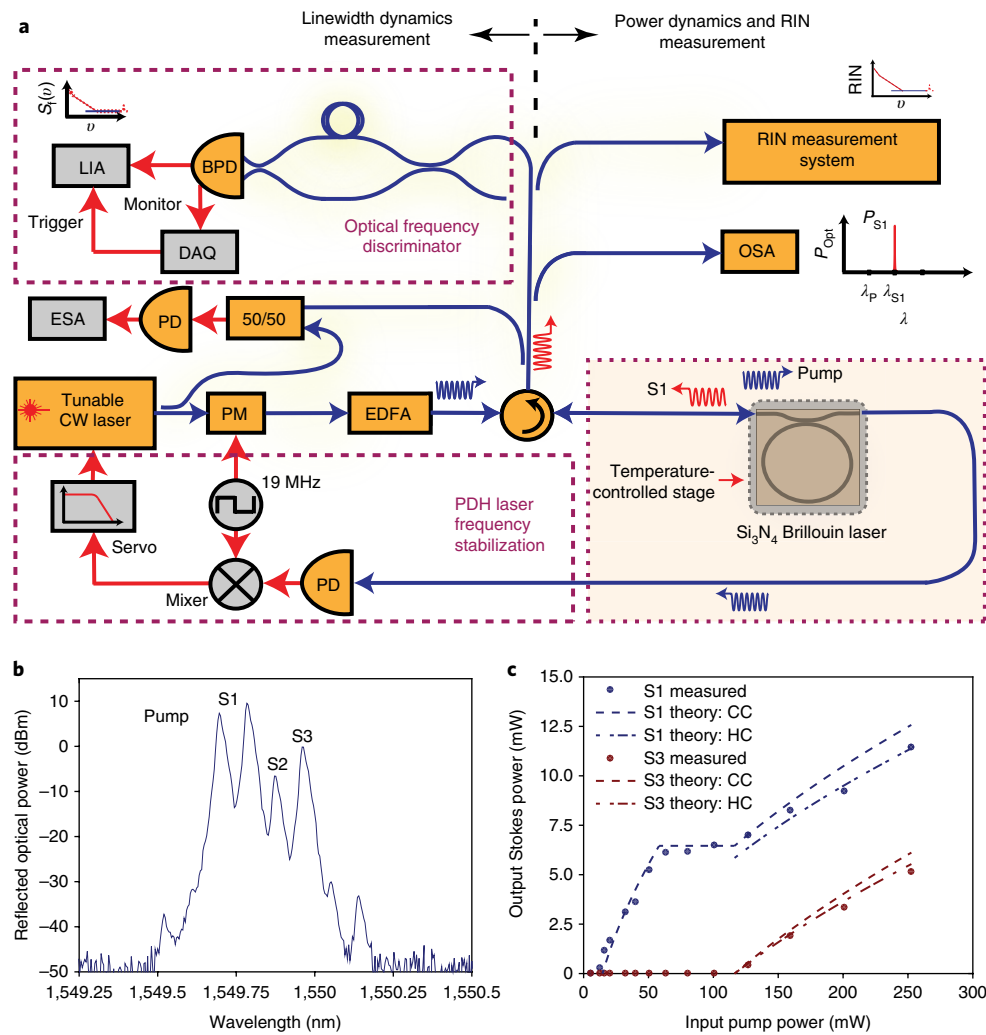 a
Linewidth dynamics
measurement
Power dynamics and RIN
measurement
Sf(υ)
υ
LIA
BPD
Monitor
Trigger
DAQ
Optical frequency
discriminator
RIN
υ
RIN measurement
system
OSA
POpt
PS1
λP
λS1
λ
ESA
PD
50/50
Tunable
CW laser
PM
EDFA
S1
Pump
Temperature-
controlled stage
Si3N4 Brillouin laser
19 MHz
PDH laser
frequency
stabilization
Servo
Mixer
PD
b
Reflected optical power (dBm)
10
0
−10
−20
−30
−40
−50
Pump
S1
S2
S3
1,549.25
1,549.5
1,549.75
1,550
1,550.25
1,550.5
Wavelength (nm)
c
Output Stokes power (mW)
15.0
12.5
10.0
7.5
5.0
2.5
0
S1 measured
S1 theory: CC
S1 theory: HC
S3 measured
S3 theory: CC
S3 theory: HC
0
50
100
150
200
250
300
Input pump power (mW)